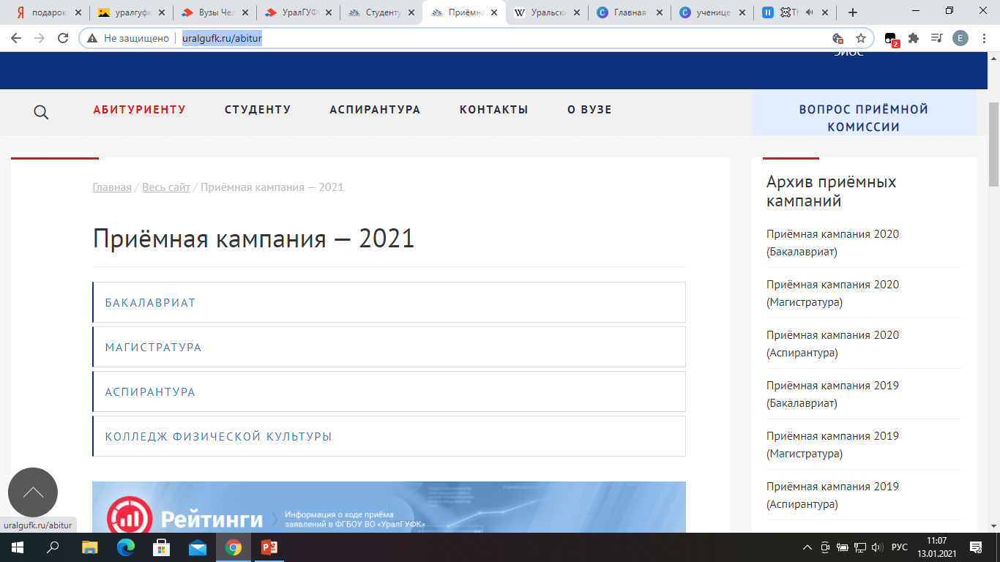 подарок
уралгуфк
Вузы Чел
УралГУФ
Студенту
Приёмна
Уральски
Главная
ученице
Не защищено
uralgufk.ru/abitur
2
E
ЭИОС
АБИТУРИЕНТУ
СТУДЕНТУ
АСПИРАНТУРА
КОНТАКТЫ
О ВУЗЕ
ВОПРОС ПРИЁМНОЙ
КОМИССИИ
Главная / Весь сайт / Приёмная кампания — 2021
Приёмная кампания — 2021
БАКАЛАВРИАТ
МАГИСТРАТУРА
АСПИРАНТУРА
КОЛЛЕДЖ ФИЗИЧЕСКОЙ КУЛЬТУРЫ
Рейтинги
Информация о ходе приёма
заявлений в ФГБОУ ВО «УралГУФК»
Архив приёмных
кампаний
Приёмная кампания 2020
(Бакалавриат)
Приёмная кампания 2020
(Магистратура)
Приёмная кампания 2020
(Аспирантура)
Приёмная кампания 2019
(Бакалавриат)
Приёмная кампания 2019
(Магистратура)
Приёмная кампания 2019
(Аспирантура)
uralgufk.ru/abitur
РУС
11:07
13.01.2021